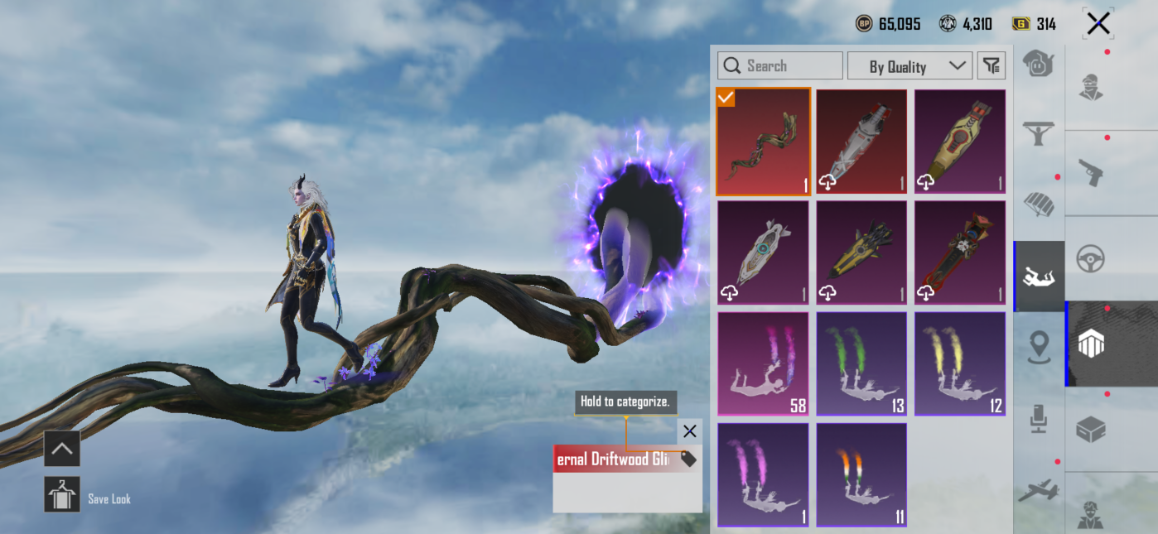 65,095 4,310 314
Search By Quality
1 1 1
1 1 1
58 13 12
1 11
Hold to categorize.
ernal Driftwood Gli
Save Look